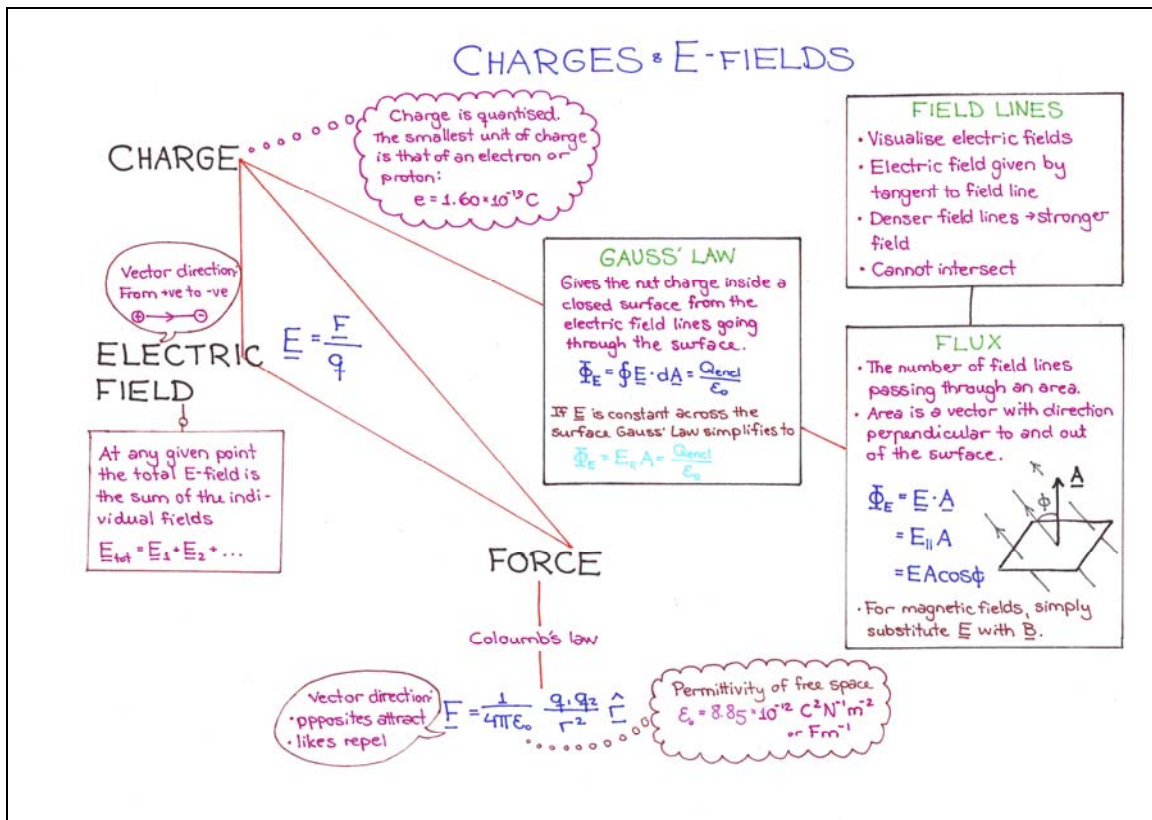 CHARGES & E-FIELDS
CHARGE
Charge is quantised.
The smallest unit of charge
is that of an electron or
proton:
e = 1.60×10⁻¹⁹ C
Vector direction:
From +ve to -ve
⊕ → ⊖
ELECTRIC
FIELD
E = F/q
At any given point
the total E-field is
the sum of the indi-
vidual fields
E_tot = E₁ + E₂ + ...
GAUSS' LAW
Gives the net charge inside a
closed surface from the
electric field lines going
through the surface.
Φ_E = ∮ E · dA = Q_encl/ε₀
If E is constant across the
surface Gauss' Law simplifies to
Φ_E = E_∥ A = Q_encl/ε₀
FIELD LINES
· Visualise electric fields
· Electric field given by
tangent to field line
· Denser field lines → stronger
field
· Cannot intersect
FLUX
· The number of field lines
passing through an area.
· Area is a vector with direction
perpendicular to and out
of the surface.
Φ_E = E · A
= E_∥ A
= EA cos ϕ
A
ϕ
· For magnetic fields, simply
substitute E with B.
FORCE
Coloumb's law
Vector direction:
· opposites attract
· likes repel
F = 1/(4πε₀) q₁q₂/r² r̂
Permittivity of free space
ε₀ = 8.85×10⁻¹² C²N⁻¹m⁻²
or Fm⁻¹